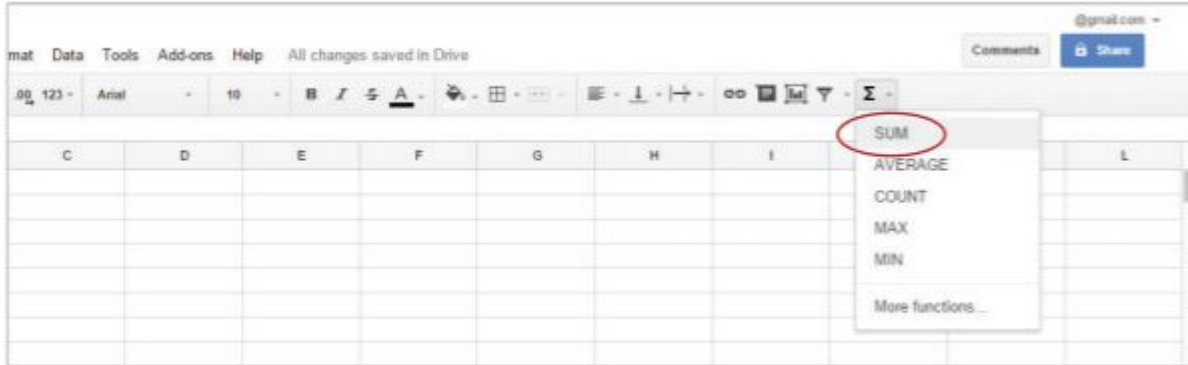 @gmail.com
mat Data Tools Add-ons Help All changes saved in Drive Comments Share
.00 123 Arial 10 B I S A Σ
SUM
C D E F G H I L
AVERAGE
COUNT
MAX
MIN
More functions...